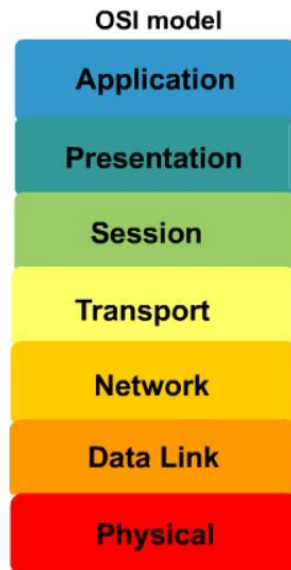 OSI model
Application
Presentation
Session
Transport
Network
Data Link
Physical